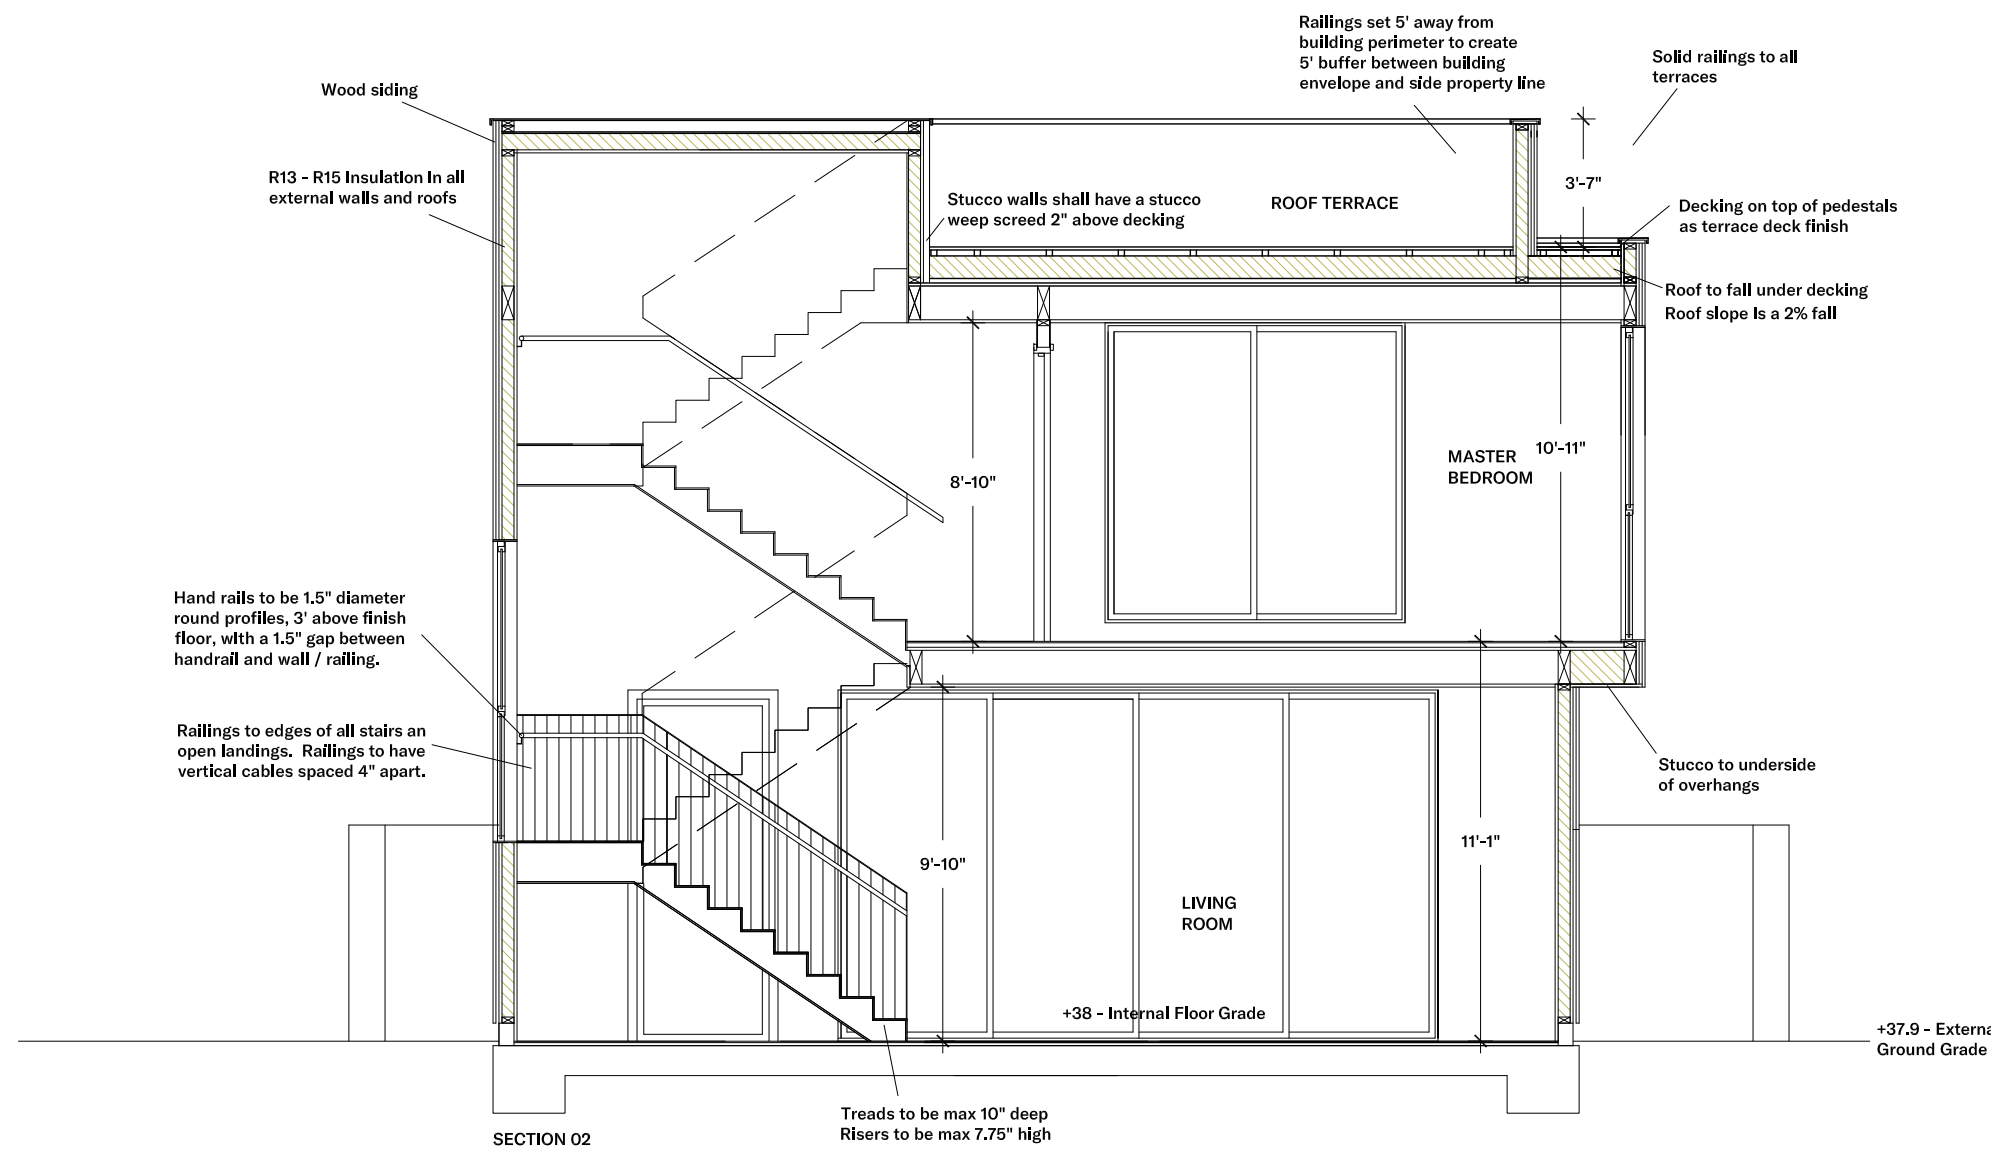 Railings set 5' away from
building perimeter to create
5' buffer between building
envelope and side property line
Solid railings to all
terraces
Wood siding
R13 - R15 Insulation in all
external walls and roofs
Stucco walls shall have a stucco
weep screed 2" above decking
ROOF TERRACE
3'-7"
Decking on top of pedestals
as terrace deck finish
Roof to fall under decking
Roof slope is a 2% fall
8'-10"
MASTER
BEDROOM
10'-11"
Hand rails to be 1.5" diameter
round profiles, 3' above finish
floor, with a 1.5" gap between
handrail and wall / railing.
Railings to edges of all stairs an
open landings. Railings to have
vertical cables spaced 4" apart.
Stucco to underside
of overhangs
9'-10"
11'-1"
LIVING
ROOM
+38 - Internal Floor Grade
+37.9 - Externa
Ground Grade
Treads to be max 10" deep
Risers to be max 7.75" high
SECTION 02